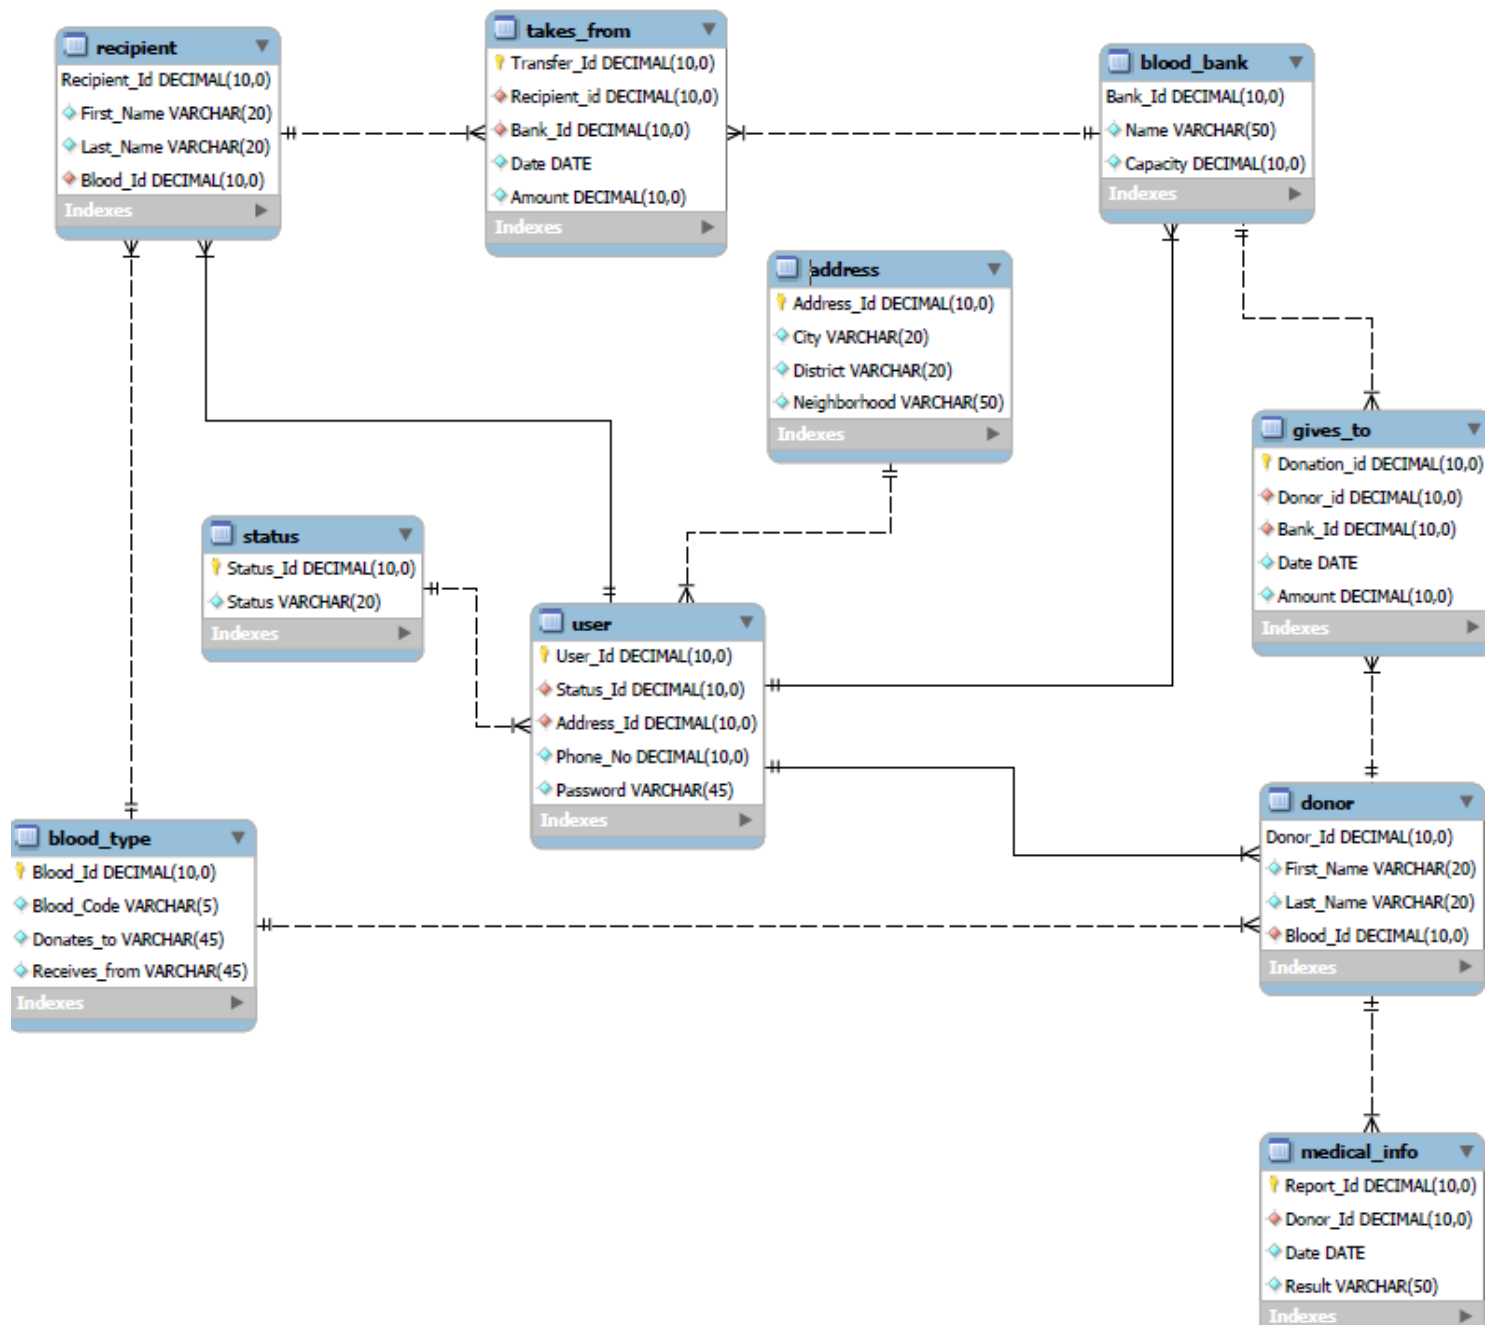 recipient
Recipient_Id DECIMAL(10,0)
First_Name VARCHAR(20)
Last_Name VARCHAR(20)
Blood_Id DECIMAL(10,0)
Indexes
takes_from
Transfer_Id DECIMAL(10,0)
Recipient_id DECIMAL(10,0)
Bank_Id DECIMAL(10,0)
Date DATE
Amount DECIMAL(10,0)
Indexes
blood_bank
Bank_Id DECIMAL(10,0)
Name VARCHAR(50)
Capacity DECIMAL(10,0)
Indexes
address
Address_Id DECIMAL(10,0)
City VARCHAR(20)
District VARCHAR(20)
Neighborhood VARCHAR(50)
Indexes
gives_to
Donation_id DECIMAL(10,0)
Donor_id DECIMAL(10,0)
Bank_Id DECIMAL(10,0)
Date DATE
Amount DECIMAL(10,0)
Indexes
status
Status_Id DECIMAL(10,0)
Status VARCHAR(20)
Indexes
user
User_Id DECIMAL(10,0)
Status_Id DECIMAL(10,0)
Address_Id DECIMAL(10,0)
Phone_No DECIMAL(10,0)
Password VARCHAR(45)
Indexes
blood_type
Blood_Id DECIMAL(10,0)
Blood_Code VARCHAR(5)
Donates_to VARCHAR(45)
Receives_from VARCHAR(45)
Indexes
donor
Donor_Id DECIMAL(10,0)
First_Name VARCHAR(20)
Last_Name VARCHAR(20)
Blood_Id DECIMAL(10,0)
Indexes
medical_info
Report_Id DECIMAL(10,0)
Donor_Id DECIMAL(10,0)
Date DATE
Result VARCHAR(50)
Indexes